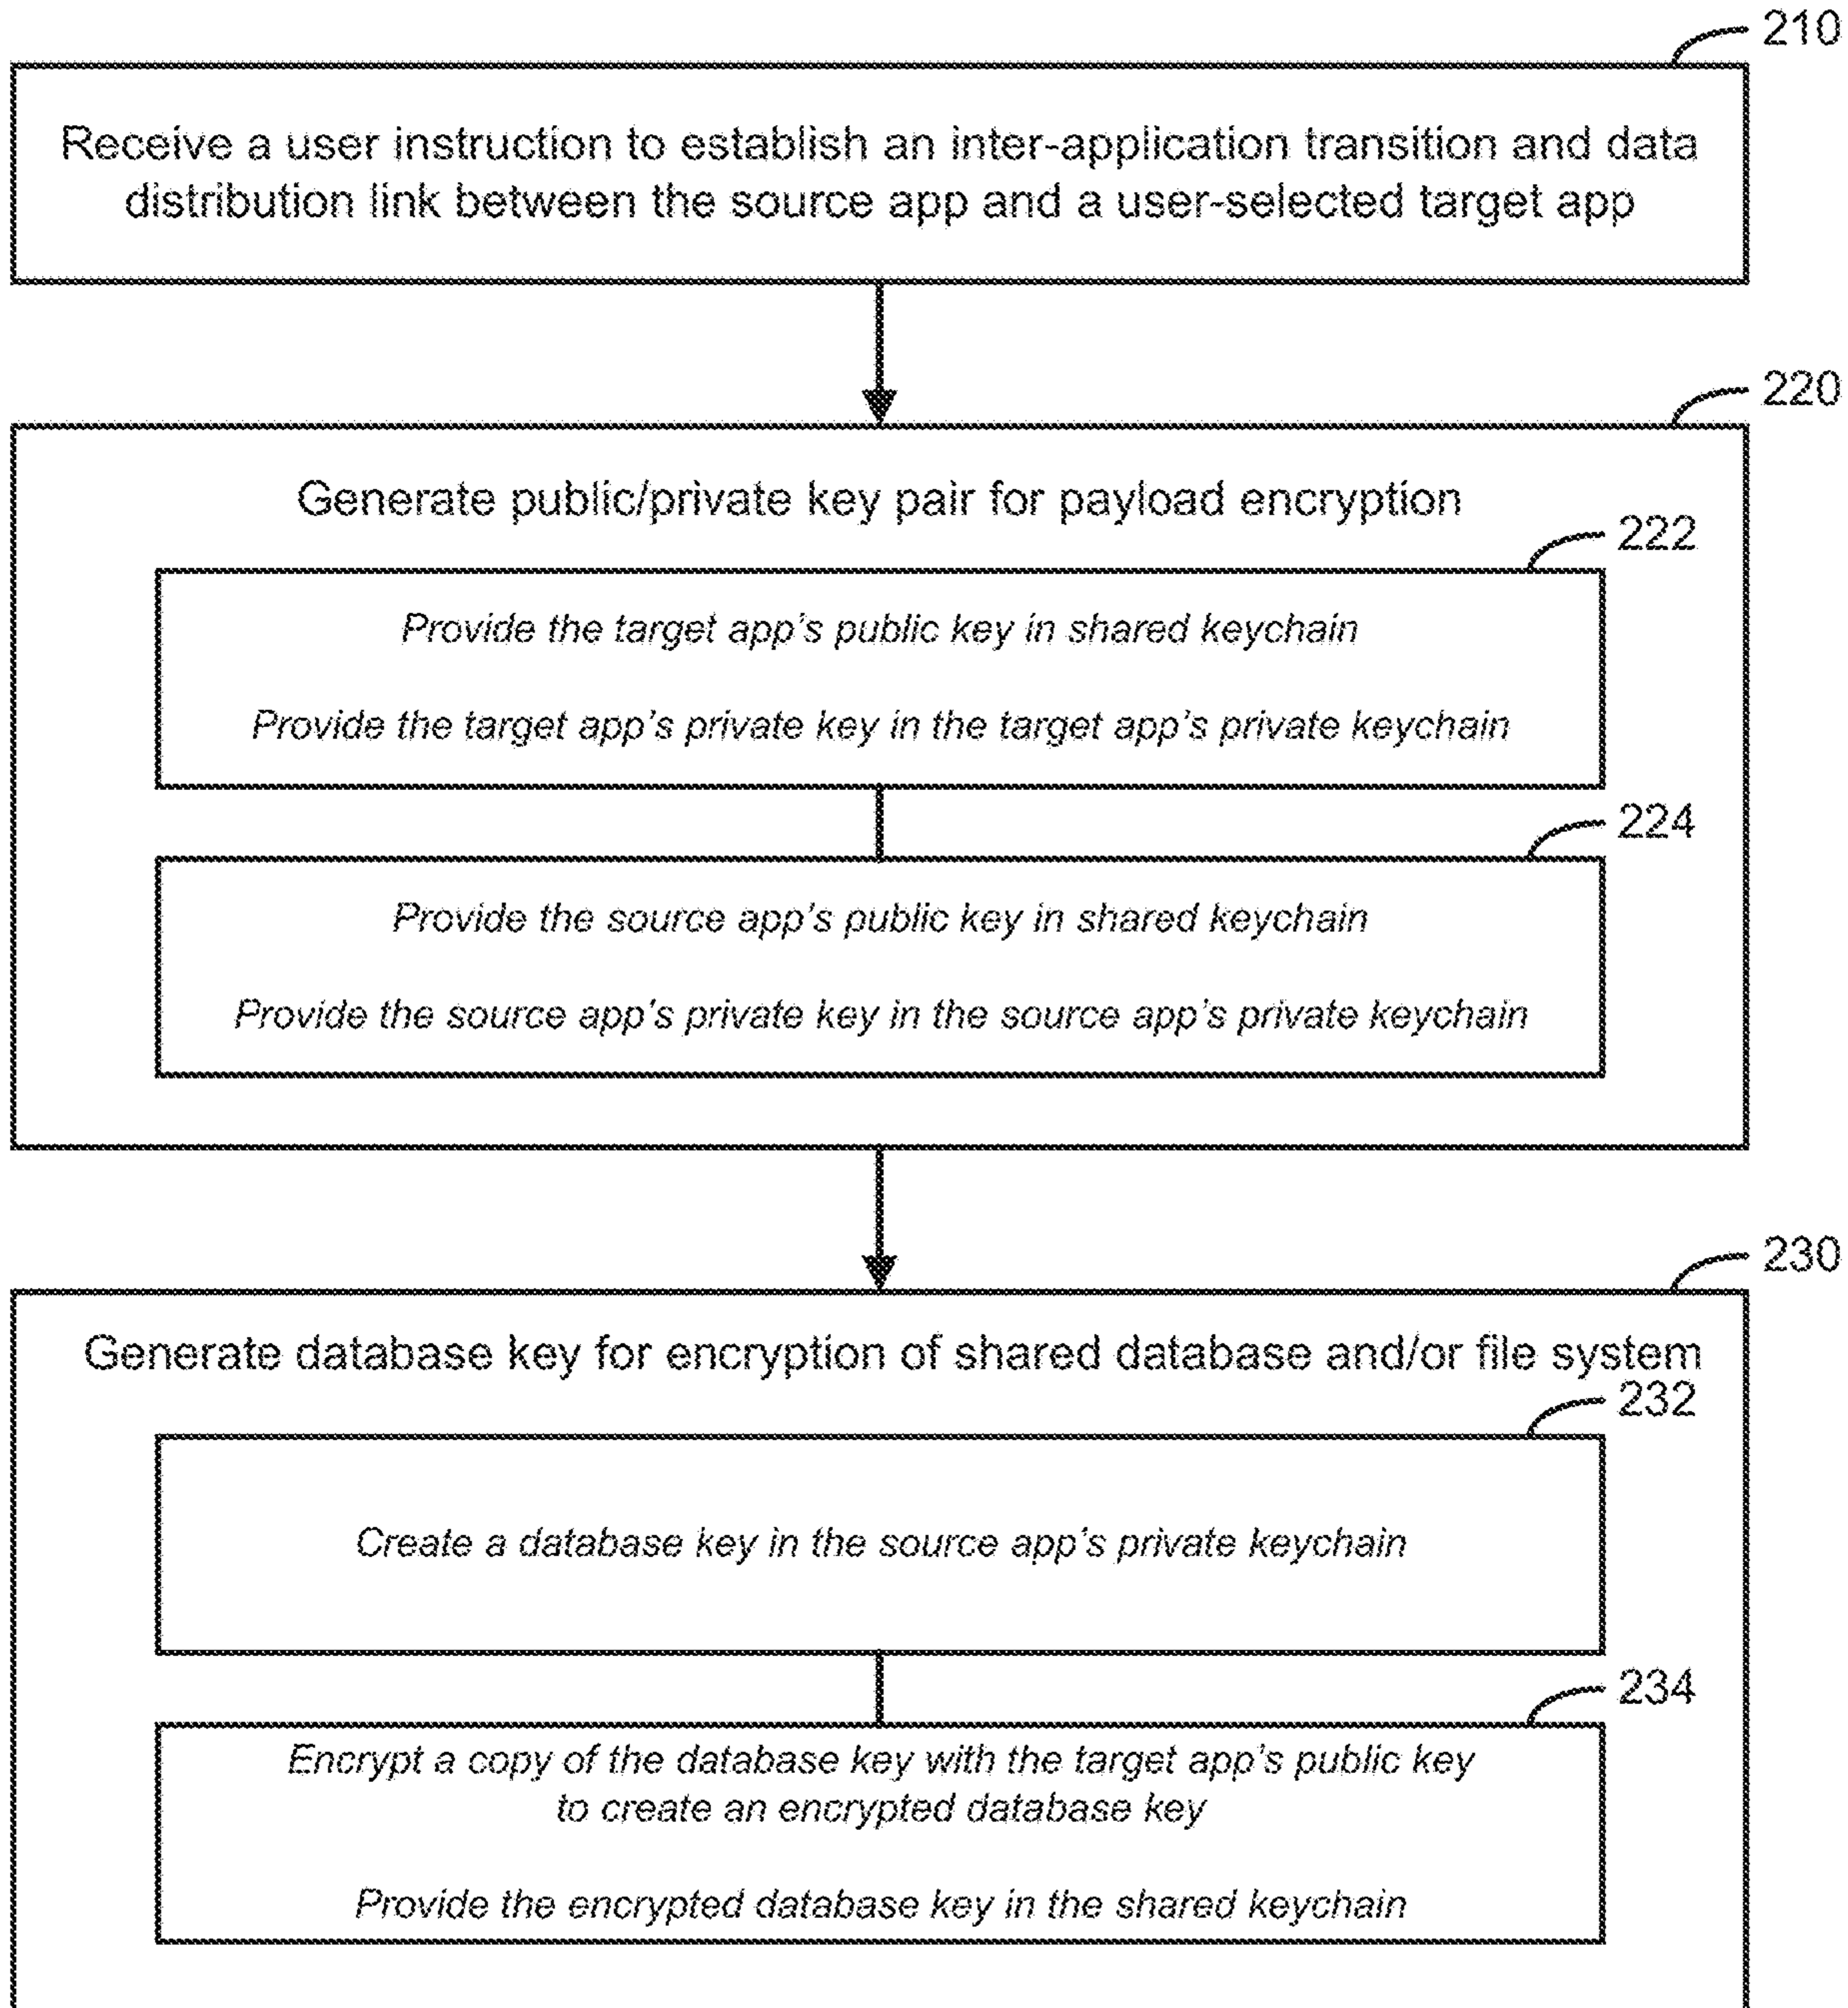 210
Receive a user instruction to establish an inter-application transition and data
distribution link between the source app and a user-selected target app
220
Generate public/private key pair for payload encryption
222
Provide the target app's public key in shared keychain
Provide the target app's private key in the target app's private keychain
224
Provide the source app's public key in shared keychain
Provide the source app's private key in the source app's private keychain
230
Generate database key for encryption of shared database and/or file system
232
Create a database key in the source app's private keychain
234
Encrypt a copy of the database key with the target app's public key
to create an encrypted database key
Provide the encrypted database key in the shared keychain